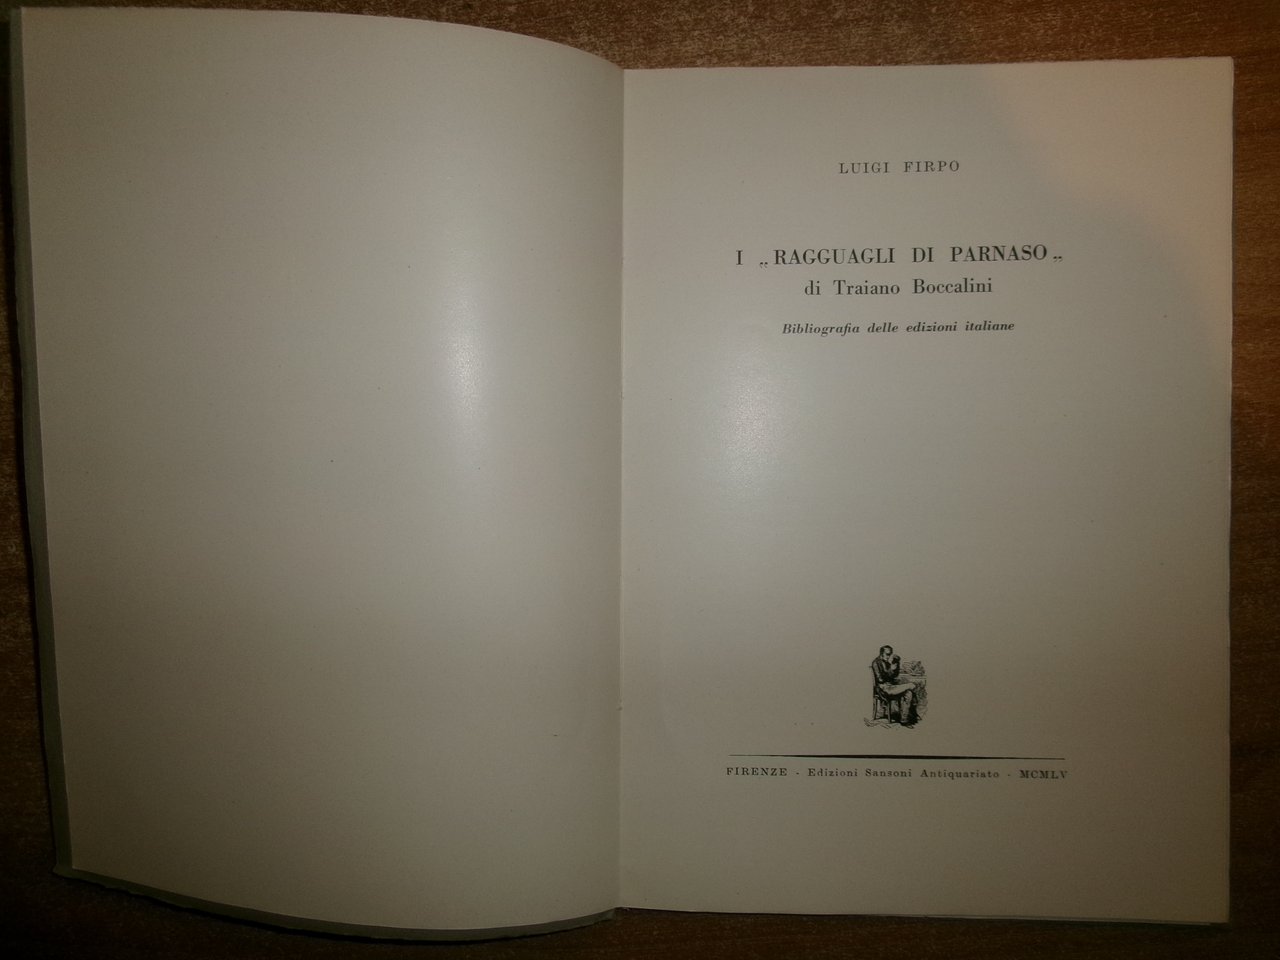 LUIGI FIRPO
I „RAGGUAGLI DI PARNASO„
di Traiano Boccalini
Bibliografia delle edizioni italiane
FIRENZE - Edizioni Sansoni Antiquariato - MCMLV